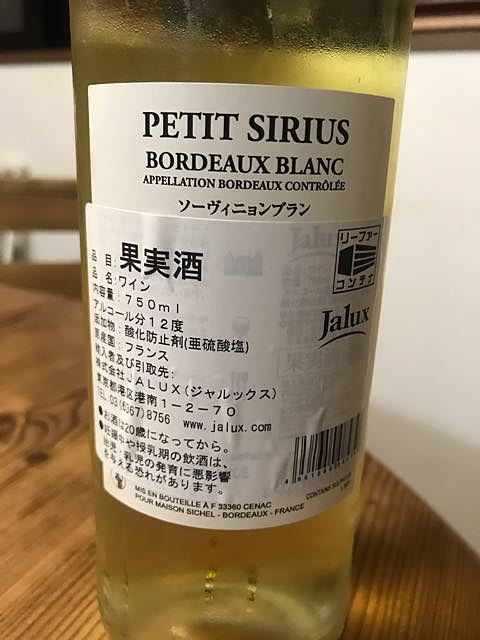 PETIT SIRIUS
BORDEAUX BLANC
APPELLATION BORDEAUX CONTRÔLÉE
ソーヴィニョンブラン
リーファー
コンテナ
Jalux
品 目:果実酒
品 名:ワイン
内容量:750ml
アルコール分12度
添加物:酸化防止剤(亜硫酸塩)
原産国:フランス
輸入者及び引取先:
株式会社JALUX(ジャルックス)
東京都港区港南1-2-70
TEL 03(6367)8756 www.jalux.com
●お酒は20歳になってから。
●妊娠中や授乳期の飲酒は、
胎児・乳児の発育に悪影響
を与える恐れがあります。
MIS EN BOUTEILLE À F 33360 CENAC
POUR MAISON SICHEL - BORDEAUX - FRANCE